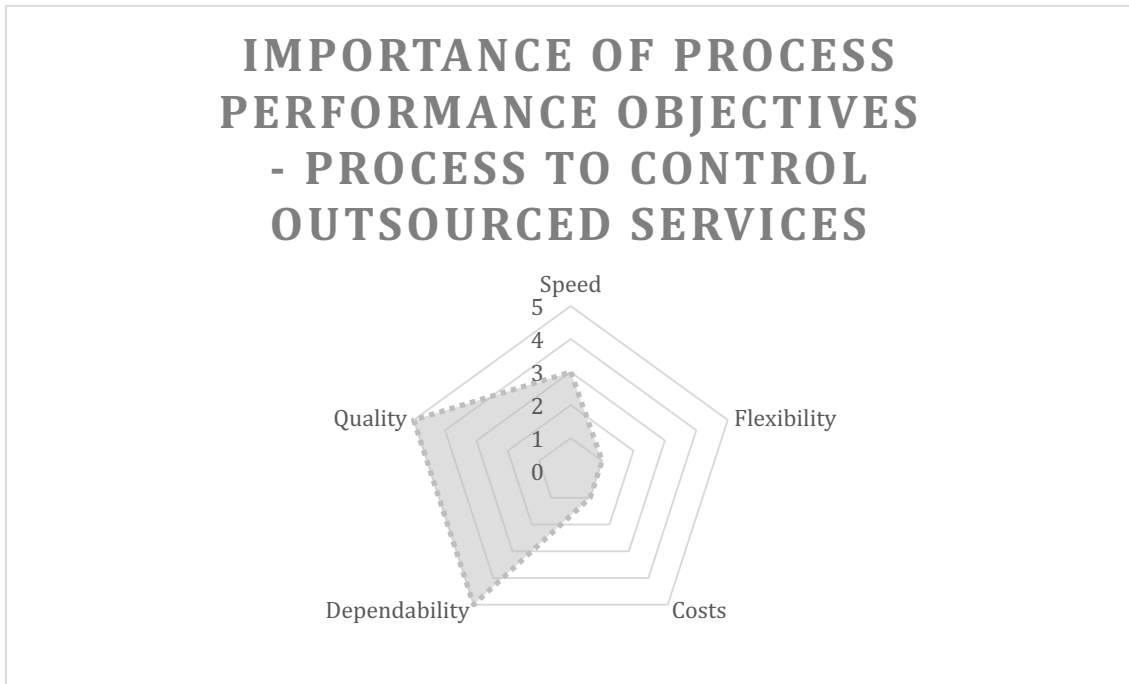 IMPORTANCE OF PROCESS
PERFORMANCE OBJECTIVES
- PROCESS TO CONTROL
OUTSOURCED SERVICES
Speed
5
4
3
2
1
0
Quality
Flexibility
Dependability
Costs